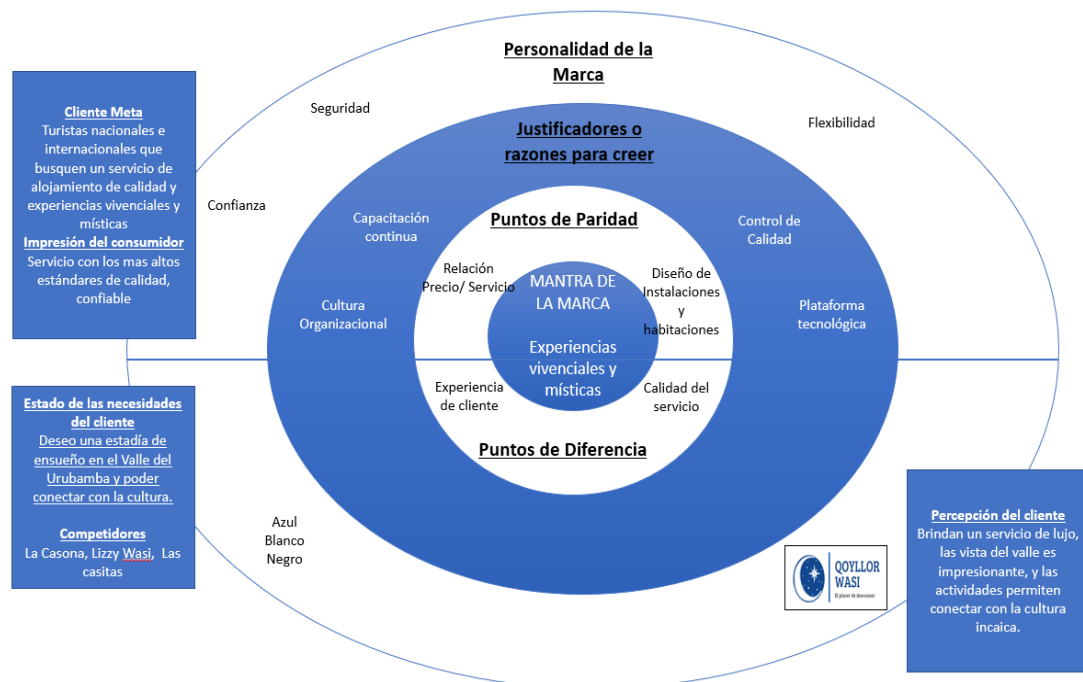 Personalidad de la
Marca
Seguridad
Flexibilidad
Confianza
Cliente Meta
Turistas nacionales e
internacionales que
busquen un servicio de
alojamiento de calidad y
experiencias vivenciales y
místicas
Impresión del consumidor
Servicio con los mas altos
estándares de calidad,
confiable
Justificadores o
razones para creer
Capacitación
continua
Control de
Calidad
Cultura
Organizacional
Plataforma
tecnológica
Puntos de Paridad
Relación
Precio/ Servicio
Diseño de
Instalaciones
y
habitaciones
MANTRA DE
LA MARCA
Experiencias
vivenciales y
místicas
Experiencia
de cliente
Calidad del
servicio
Puntos de Diferencia
Estado de las necesidades
del cliente
Deseo una estadía de
ensueño en el Valle del
Urubamba y poder
conectar con la cultura.
Competidores
La Casona, Lizzy Wasi, Las
casitas
Azul
Blanco
Negro
QOYLLOR
WASI
El placer de descansar
Percepción del cliente
Brindan un servicio de lujo,
las vista del valle es
impresionante, y las
actividades permiten
conectar con la cultura
incaica.